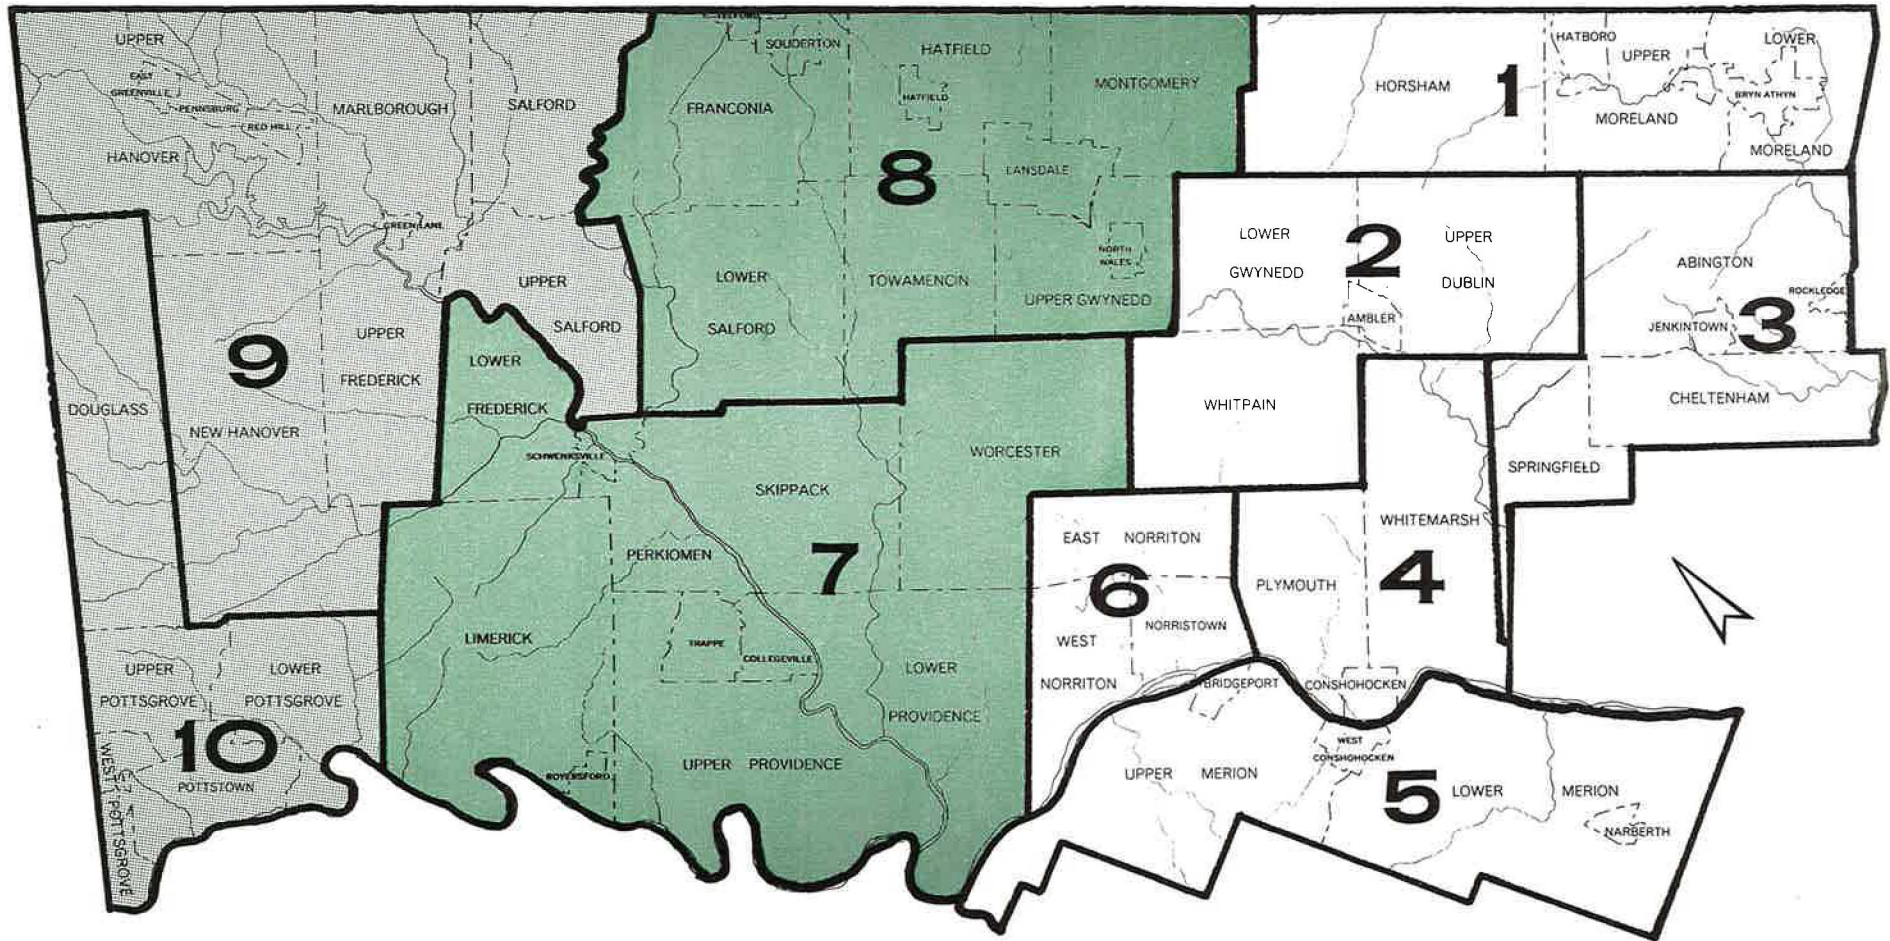 UPPER
EAST
GREENVILLE
PENNSBURG
RED HILL
HANOVER
MARLBOROUGH
SALFORD
GREEN LANE
UPPER
SALFORD
9
UPPER
FREDERICK
NEW HANOVER
DOUGLASS
UPPER
POTTSGROVE
LOWER
POTTSGROVE
10
POTTSTOWN
WEST POTTSGROVE
TELFORD
SOUDERTON
HATFIELD
HATFIELD
MONTGOMERY
FRANCONIA
8
LANSDALE
NORTH
WALES
LOWER
SALFORD
TOWAMENCIN
UPPER GWYNEDD
LOWER
FREDERICK
SCHWENKSVILLE
SKIPPACK
WORCESTER
PERKIOMEN
7
LIMERICK
TRAPPE
COLLEGEVILLE
LOWER
PROVIDENCE
UPPER PROVIDENCE
ROYERSFORD
HORSHAM
1
HATBORO
UPPER
MORELAND
LOWER
BRYN ATHYN
MORELAND
LOWER
GWYNEDD
2
UPPER
DUBLIN
AMBLER
WHITPAIN
ABINGTON
ROCKLEDGE
JENKINTOWN
3
CHELTENHAM
SPRINGFIELD
WHITEMARSH
4
PLYMOUTH
CONSHOHOCKEN
EAST NORRITON
6
WEST
NORRITON
NORRISTOWN
BRIDGEPORT
WEST
CONSHOHOCKEN
UPPER MERION
5
LOWER MERION
NARBERTH